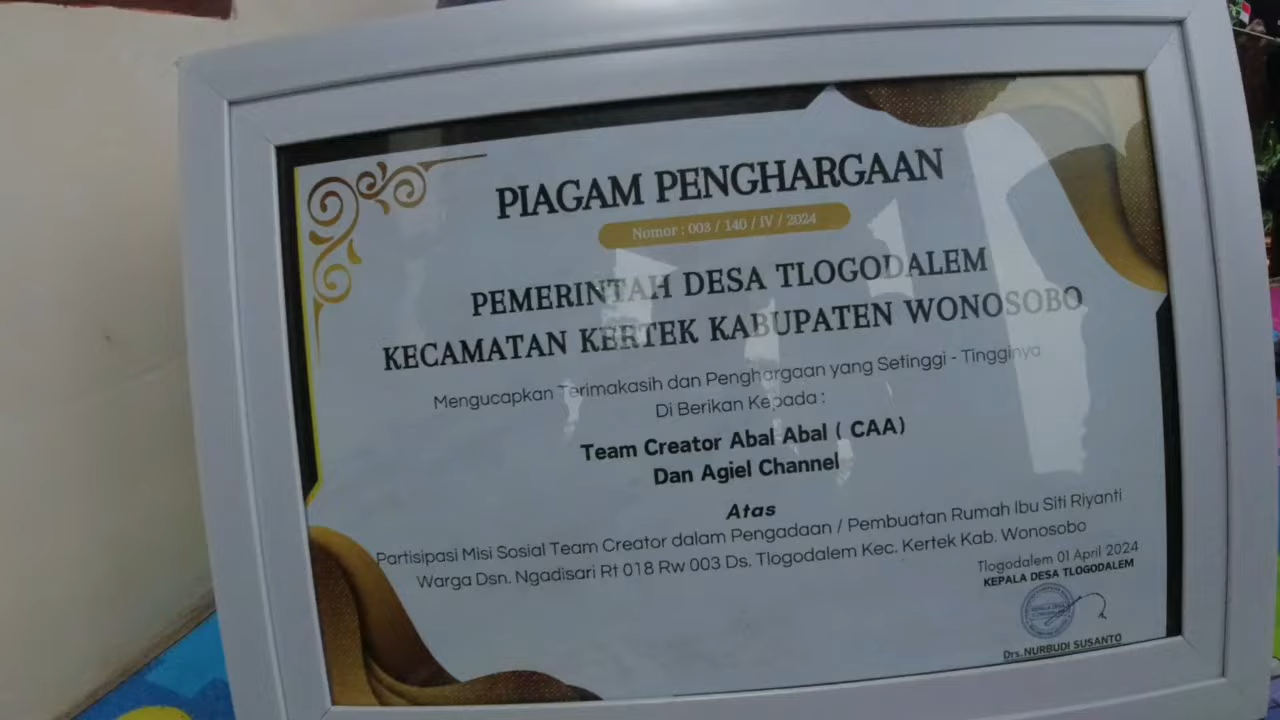 PIAGAM PENGHARGAAN
Nomor : 003 / 140 / IV / 2024
PEMERINTAH DESA TLOGODALEM
KECAMATAN KERTEK KABUPATEN WONOSOBO
Mengucapkan Terimakasih dan Penghargaan yang Setinggi - Tingginya
Di Berikan Kepada :
Team Creator Abal Abal ( CAA)
Dan Agiel Channel
Atas
Partisipasi Misi Sosial Team Creator dalam Pengadaan / Pembuatan Rumah Ibu Siti Riyanti
Warga Dsn. Ngadisari Rt 018 Rw 003 Ds. Tlogodalem Kec. Kertek Kab. Wonosobo
Tlogodalem 01 April 2024
KEPALA DESA TLOGODALEM
KEPALA DESA
Drs. NURBUDI SUSANTO